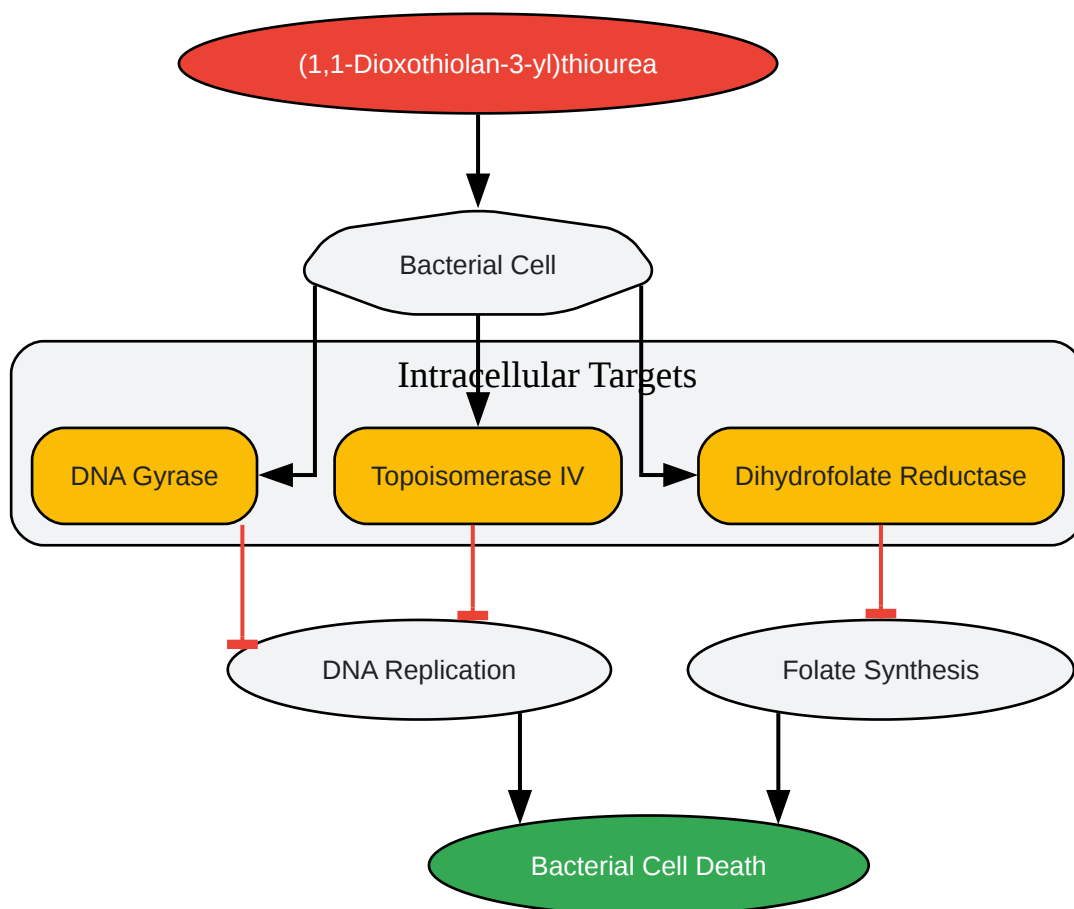 (1,1-Dioxothiolan-3-yl)thiourea
Bacterial Cell
Intracellular Targets
DNA Gyrase
Topoisomerase IV
Dihydrofolate Reductase
DNA Replication
Folate Synthesis
Bacterial Cell Death